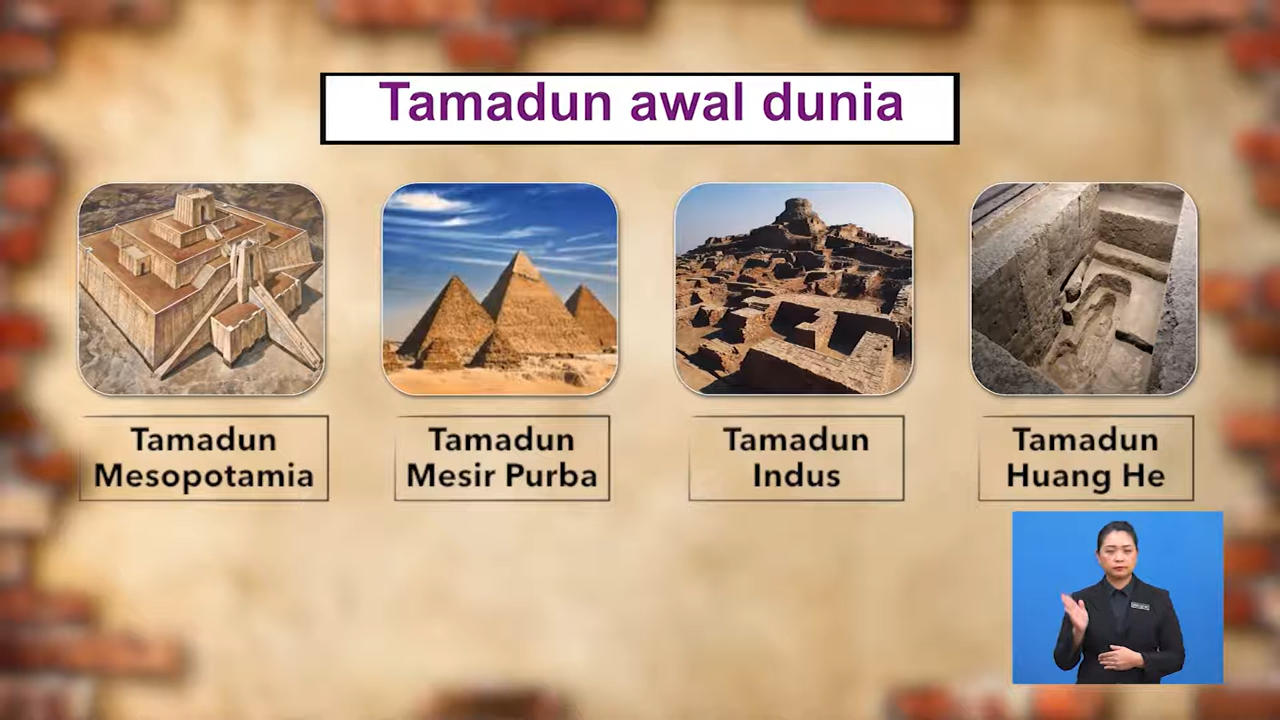 Tamadun awal dunia
Tamadun
Mesopotamia
Tamadun
Mesir Purba
Tamadun
Indus
Tamadun
Huang He